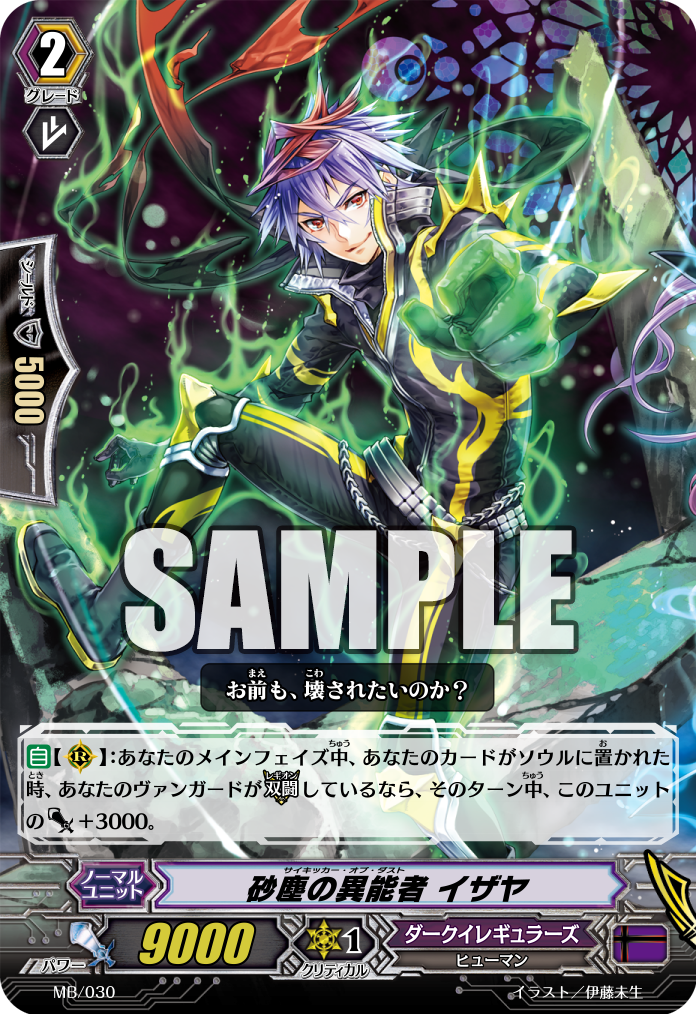 2
グレード
シールド
5000
SAMPLE
お前も、壊されたいのか？
自【R】：あなたのメインフェイズ中、あなたのカードがソウルに置かれた
時、あなたのヴァンガードが双闘しているなら、そのターン中、このユニット
の+3000。
ノーマル
ユニット
サイキッカー・オブ・ダスト
砂塵の異能者 イザヤ
パワー
9000
1
クリティカル
ダークイレギュラーズ
ヒューマン
MB/030
イラスト／伊藤未生